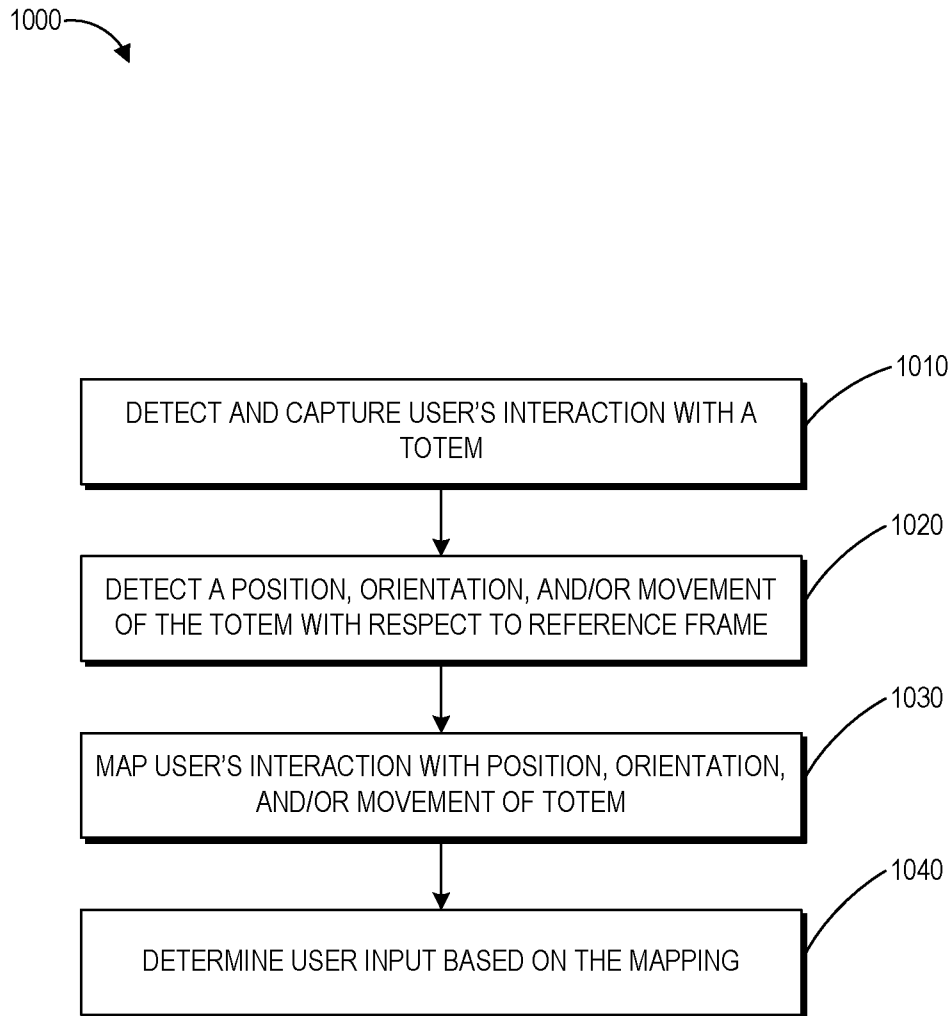 1000
1010
DETECT AND CAPTURE USER'S INTERACTION WITH A
TOTEM
1020
DETECT A POSITION, ORIENTATION, AND/OR MOVEMENT
OF THE TOTEM WITH RESPECT TO REFERENCE FRAME
1030
MAP USER'S INTERACTION WITH POSITION, ORIENTATION,
AND/OR MOVEMENT OF TOTEM
1040
DETERMINE USER INPUT BASED ON THE MAPPING